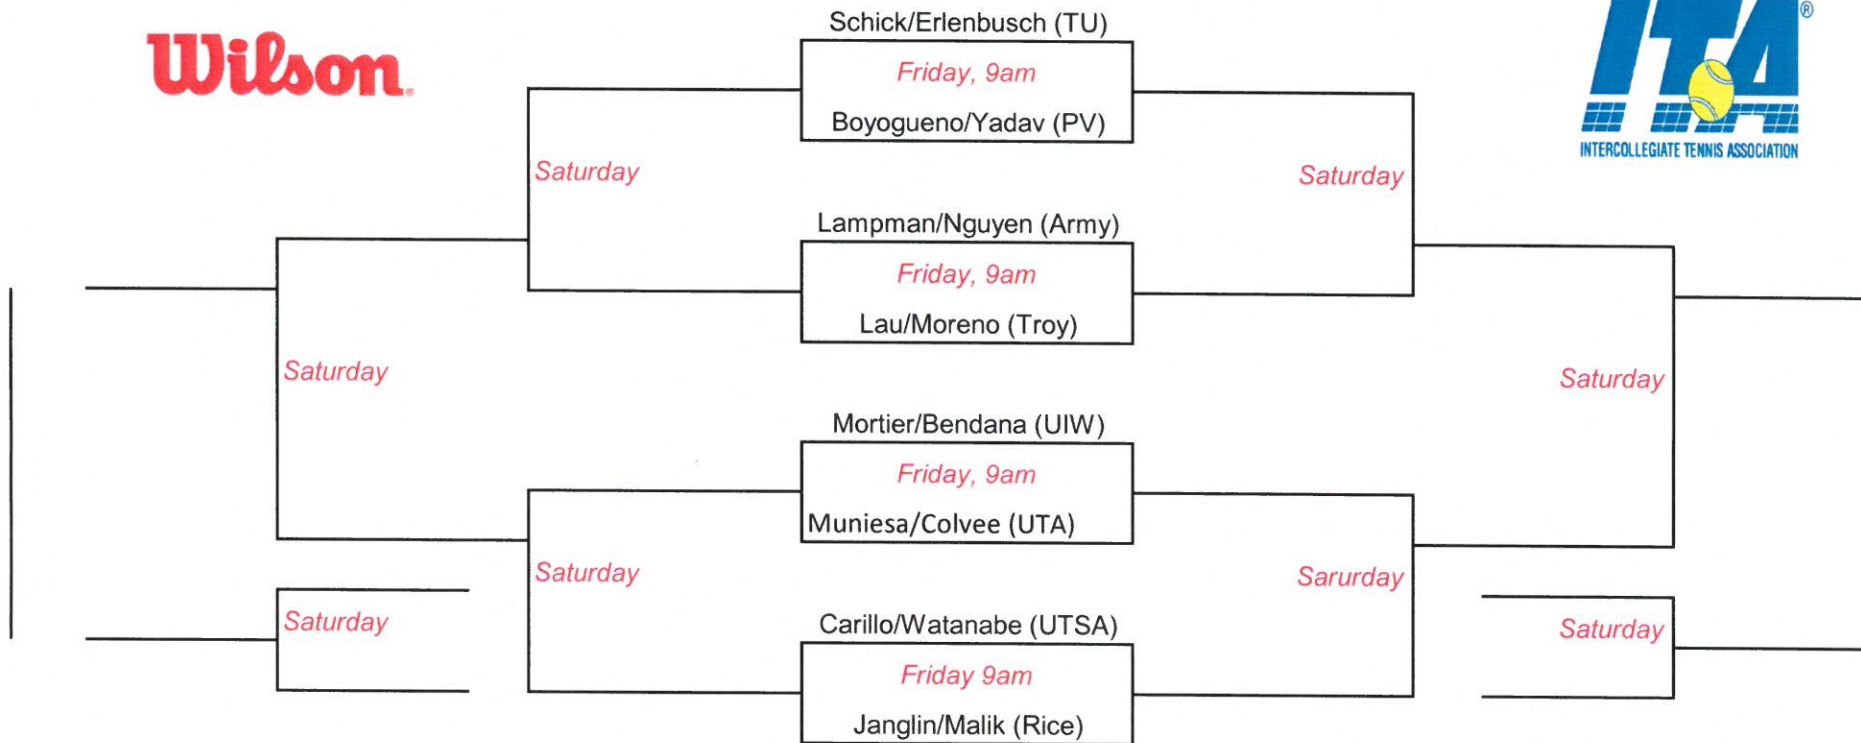 Wilson®
ITA®
INTERCOLLEGIATE TENNIS ASSOCIATION
Schick/Erlenbusch (TU)
Friday, 9am
Boyogueno/Yadav (PV)
Saturday
Saturday
Lampman/Nguyen (Army)
Friday, 9am
Lau/Moreno (Troy)
Saturday
Saturday
Mortier/Bendana (UIW)
Friday, 9am
Muniesa/Colvee (UTA)
Saturday
Sarurday
Saturday
Saturday
Carillo/Watanabe (UTSA)
Friday 9am
Janglin/Malik (Rice)